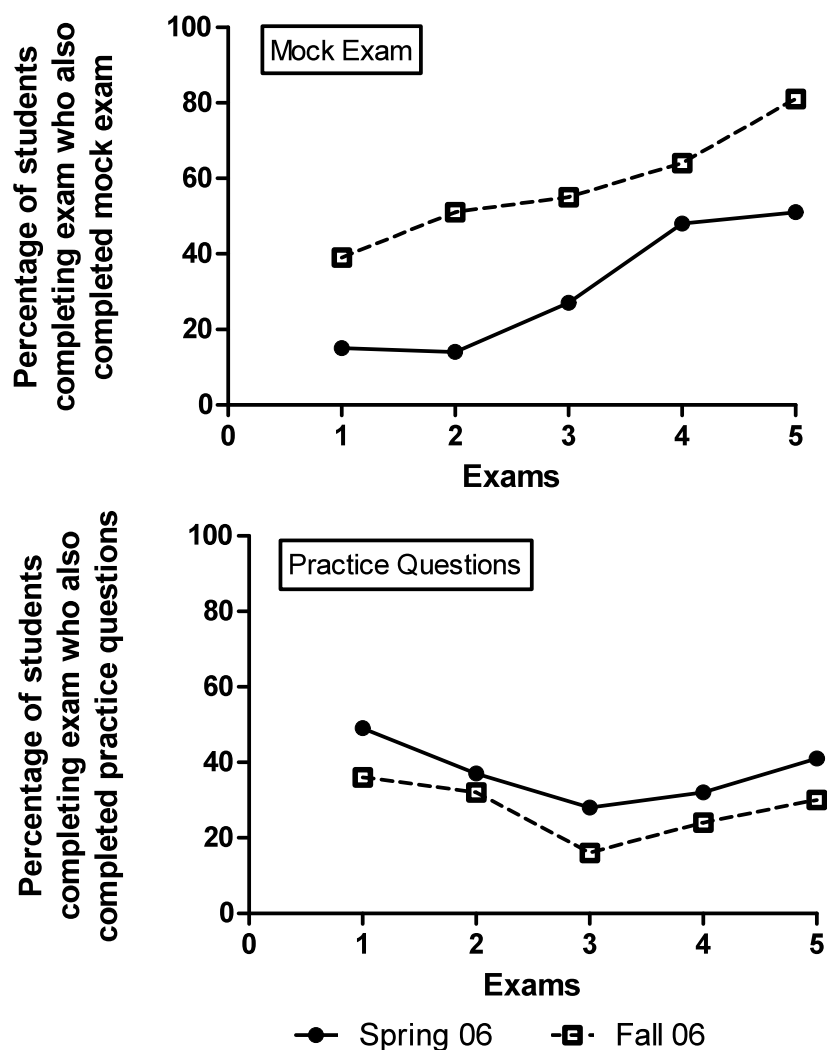 Mock Exam
Percentage of students
completing exam who also
completed mock exam
100
80
60
40
20
0
0 1 2 3 4 5
Exams
Practice Questions
Percentage of students
completing exam who also
completed practice questions
100
80
60
40
20
0
0 1 2 3 4 5
Exams
Spring 06 Fall 06